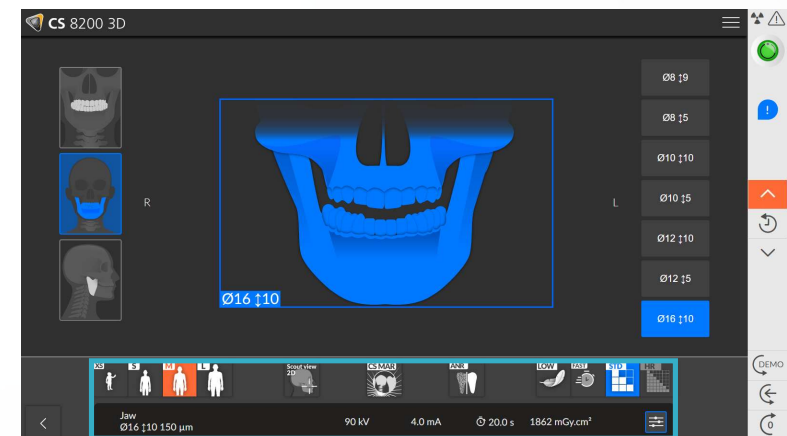 CS 8200 3D
R
L
Ø16 ↕10
Ø8 ↕9
Ø8 ↕5
Ø10 ↕10
Ø10 ↕5
Ø12 ↕10
Ø12 ↕5
Ø16 ↕10
!
DEMO
0
XS
S
M
L
Scout view
2D
CS MAR
ANR
LOW
FAST
STD
HR
Jaw
Ø16 ↕10 150 µm
90 kV
4.0 mA
20.0 s
1862 mGy.cm²